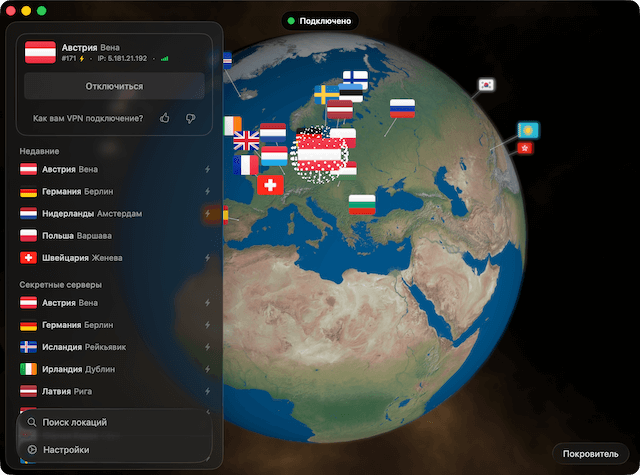 Подключено
Австрия Вена
#171 · IP: 5.181.21.192 ·
Отключиться
Как вам VPN подключение?
Недавние
Австрия Вена
Германия Берлин
Нидерланды Амстердам
Польша Варшава
Швейцария Женева
Секретные серверы
Австрия Вена
Германия Берлин
Исландия Рейкьявик
Ирландия Дублин
Латвия Рига
Поиск локаций
Настройки
Покровитель